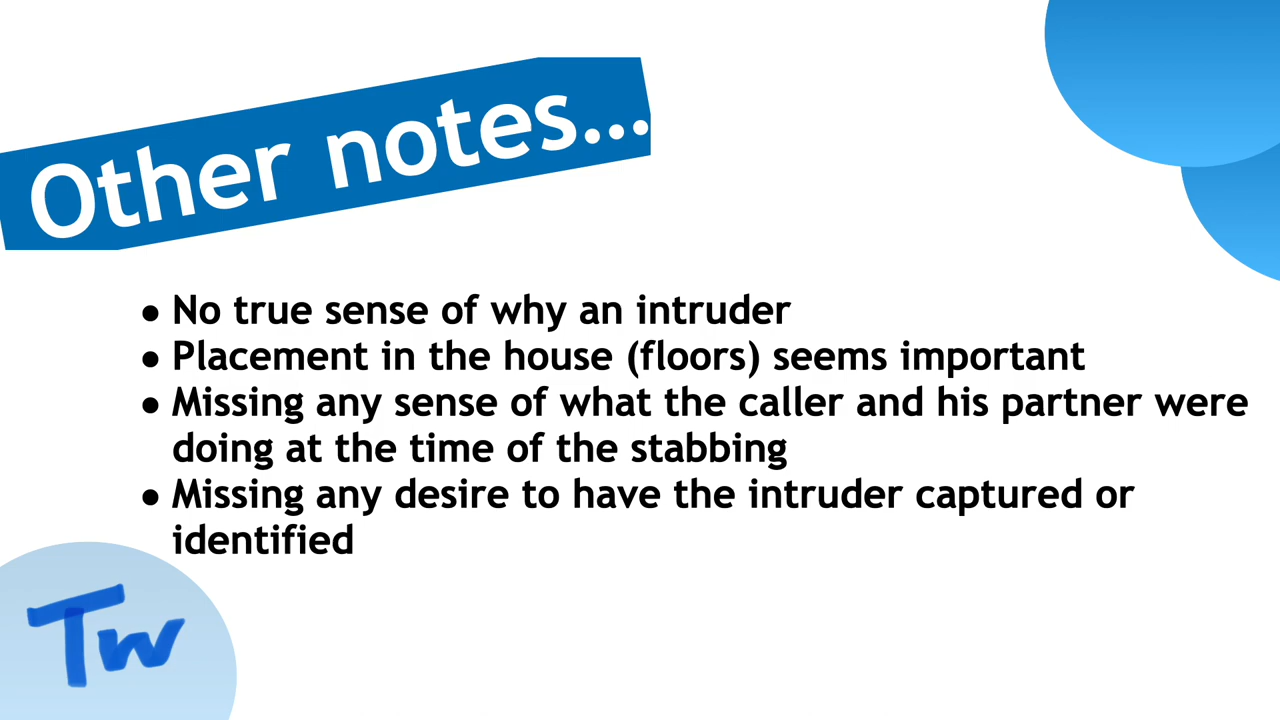 Other notes...
● No true sense of why an intruder
● Placement in the house (floors) seems important
● Missing any sense of what the caller and his partner were
doing at the time of the stabbing
● Missing any desire to have the intruder captured or
identified
Tw